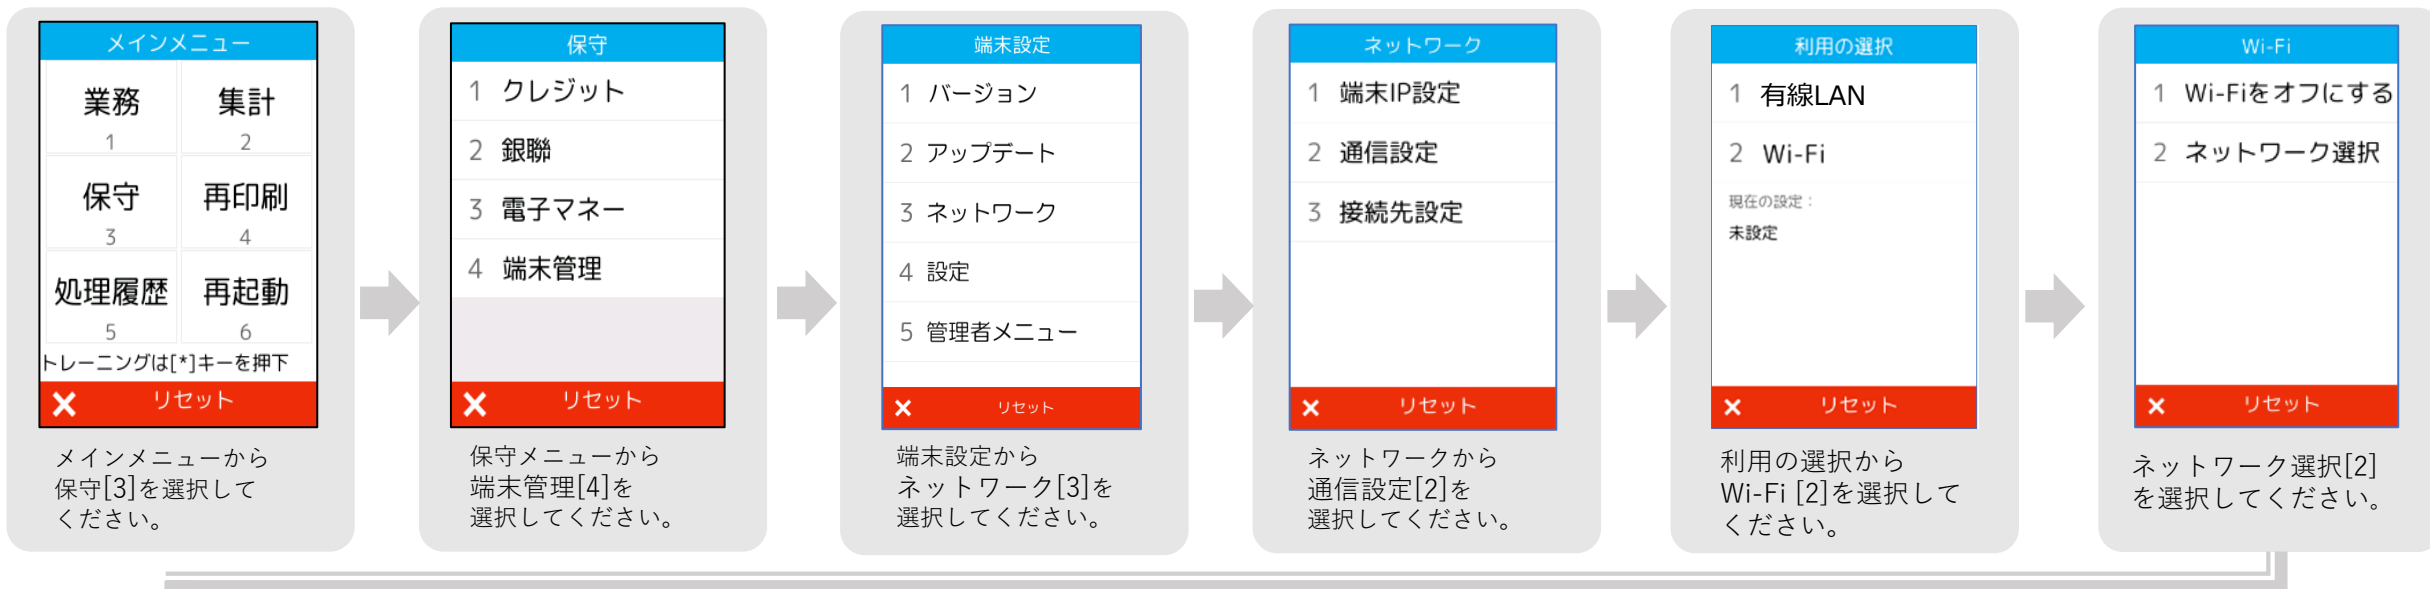 メインメニュー
業務
集計
1
2
保守
再印刷
3
4
処理履歴
再起動
5
6
トレーニングは[*]キーを押下
× リセット
メインメニューから
保守[3]を選択して
ください。
保守
1 クレジット
2 銀聯
3 電子マネー
4 端末管理
× リセット
保守メニューから
端末管理[4]を
選択してください。
端末設定
1 バージョン
2 アップデート
3 ネットワーク
4 設定
5 管理者メニュー
× リセット
端末設定から
ネットワーク[3]を
選択してください。
ネットワーク
1 端末IP設定
2 通信設定
3 接続先設定
× リセット
ネットワークから
通信設定[2]を
選択してください。
利用の選択
1 有線LAN
2 Wi-Fi
現在の設定：
未設定
× リセット
利用の選択から
Wi-Fi [2]を選択して
ください。
Wi-Fi
1 Wi-Fiをオフにする
2 ネットワーク選択
× リセット
ネットワーク選択[2]
を選択してください。